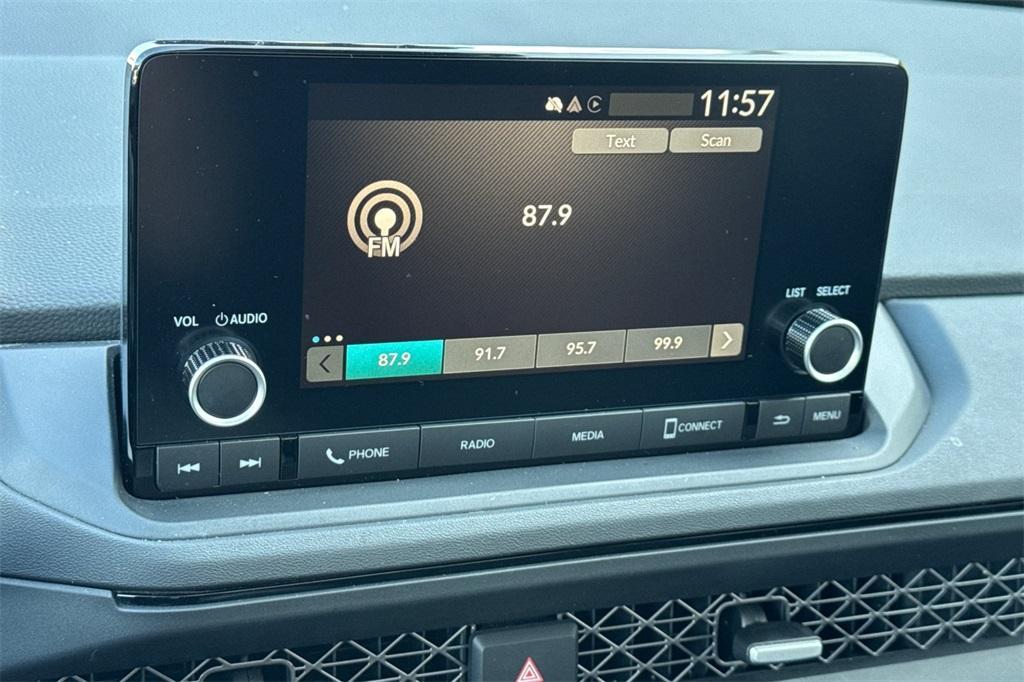 11:57
Text Scan
87.9
FM
87.9 91.7 95.7 99.9
VOL AUDIO
LIST SELECT
PHONE RADIO MEDIA CONNECT MENU